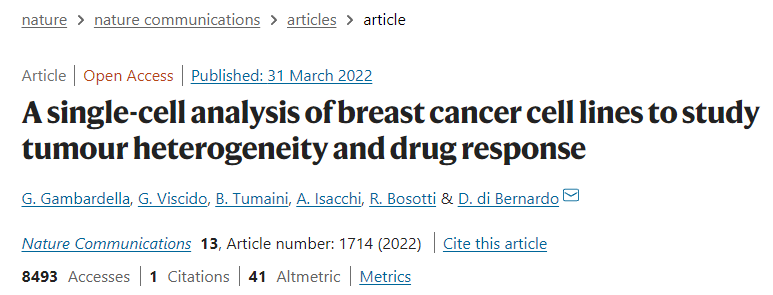 nature > nature communications > articles > article
Article | Open Access | Published: 31 March 2022
A single-cell analysis of breast cancer cell lines to study
tumour heterogeneity and drug response
G. Gambardella, G. Viscido, B. Tumaini, A. Isacchi, R. Bosotti & D. di Bernardo
Nature Communications 13, Article number: 1714 (2022) | Cite this article
8493 Accesses | 1 Citations | 41 Altmetric | Metrics